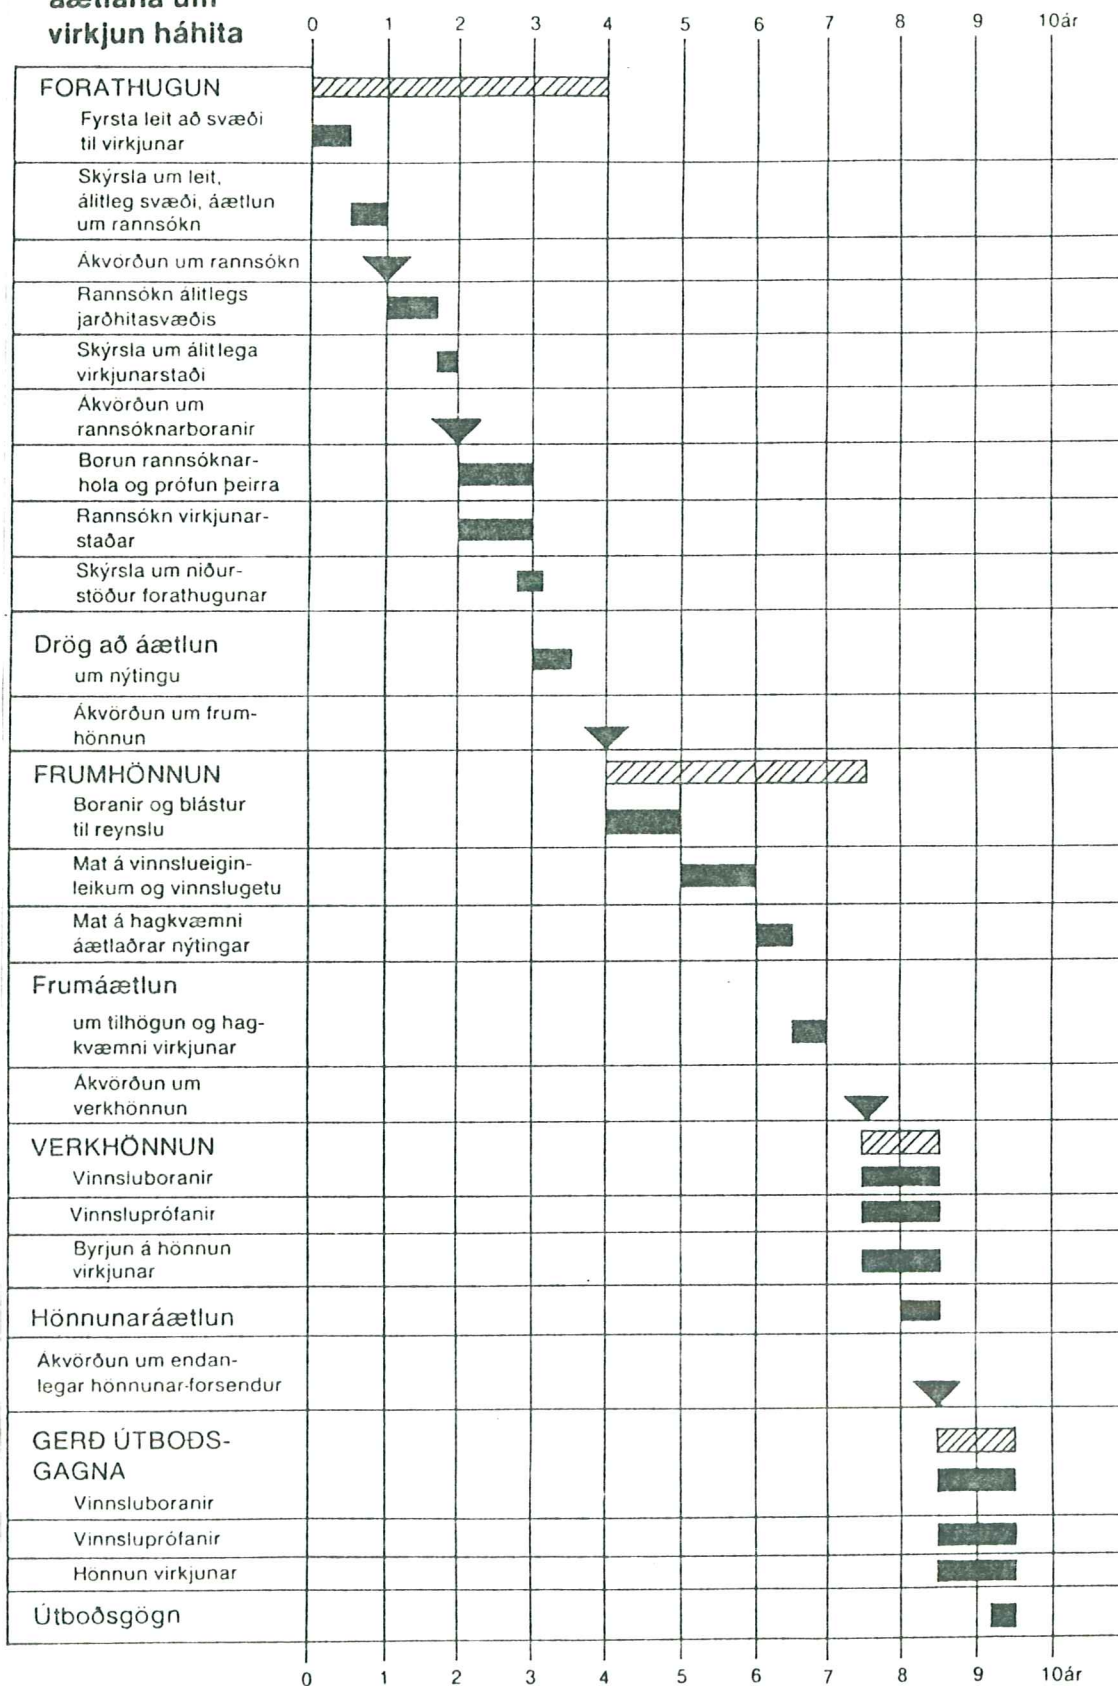 áætlana um
virkjun háhita
0 1 2 3 4 5 6 7 8 9 10ár
FORATHUGUN
Fyrsta leit að svæði
til virkjunar
Skýrsla um leit,
álitleg svæði, áætlun
um rannsókn
Ákvörðun um rannsókn
Rannsókn álitlegs
jarðhitasvæðis
Skýrsla um álitlega
virkjunarstaði
Ákvörðun um
rannsóknarboranir
Borun rannsóknar-
hola og prófun þeirra
Rannsókn virkjunar-
staðar
Skýrsla um niður-
stöður forathugunar
Drög að áætlun
um nýtingu
Ákvörðun um frum-
hönnun
FRUMHÖNNUN
Boranir og blástur
til reynslu
Mat á vinnslueigin-
leikum og vinnslugetu
Mat á hagkvæmni
áætlaðrar nýtingar
Frumáætlun
um tilhögun og hag-
kvæmni virkjunar
Ákvörðun um
verkhönnun
VERKHÖNNUN
Vinnsluboranir
Vinnsluprófanir
Byrjun á hönnun
virkjunar
Hönnunaráætlun
Ákvörðun um endan-
legar hönnunar-forsendur
GERÐ ÚTBOÐS-
GAGNA
Vinnsluboranir
Vinnsluprófanir
Hönnun virkjunar
Útboðsgögn
0 1 2 3 4 5 6 7 8 9 10ár